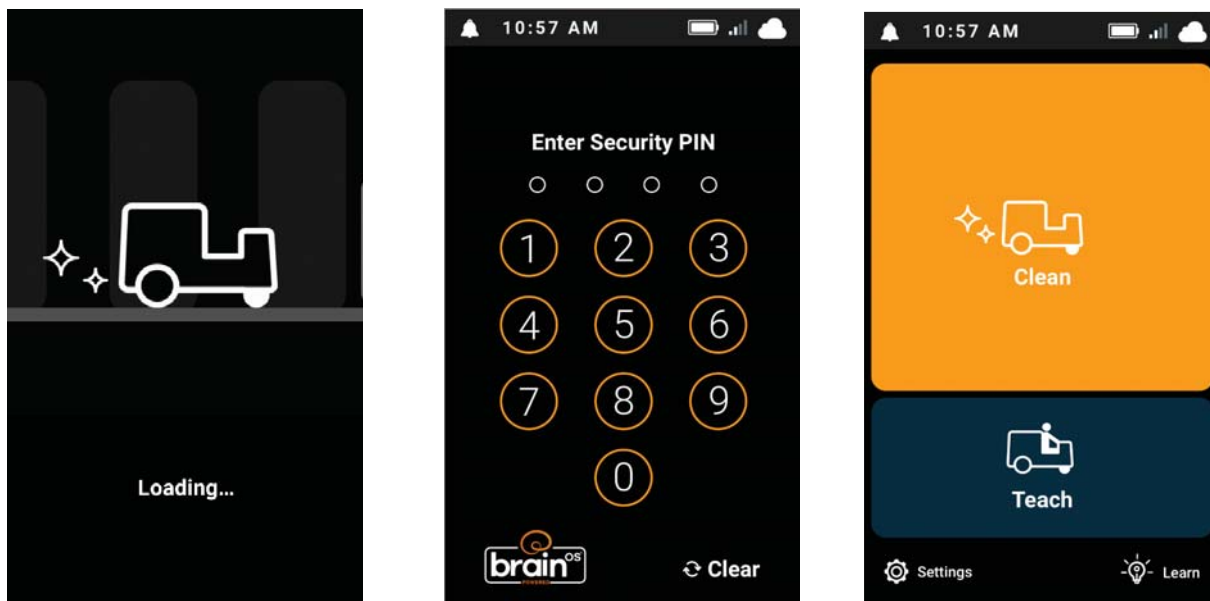 Loading...
10:57 AM
Enter Security PIN
1 2 3
4 5 6
7 8 9
0
brain OS
POWERED
Clear
10:57 AM
Clean
Teach
Settings
Learn